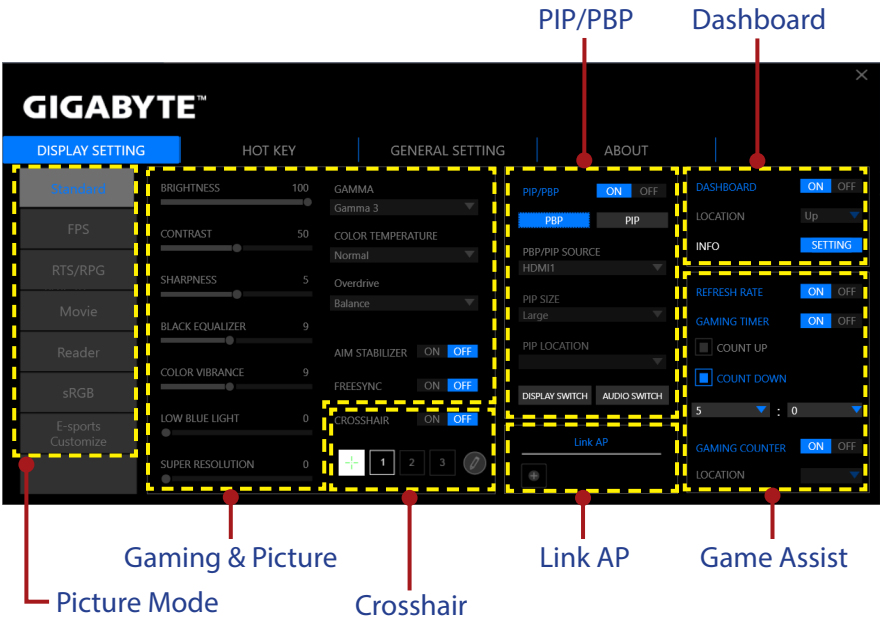 PIP/PBP
Dashboard
GIGABYTE™
DISPLAY SETTING
HOT KEY
GENERAL SETTING
ABOUT
Standard
FPS
RTS/RPG
Movie
Reader
sRGB
E-sports
Customize
BRIGHTNESS 100
CONTRAST 50
SHARPNESS 5
BLACK EQUALIZER 9
COLOR VIBRANCE 9
LOW BLUE LIGHT 0
SUPER RESOLUTION 0
GAMMA
Gamma 3
COLOR TEMPERATURE
Normal
Overdrive
Balance
AIM STABILIZER ON OFF
FREESYNC ON OFF
CROSSHAIR ON OFF
1 2 3
PIP/PBP ON OFF
PBP PIP
PBP/PIP SOURCE
HDMI1
PIP SIZE
Large
PIP LOCATION
DISPLAY SWITCH AUDIO SWITCH
Link AP
DASHBOARD ON OFF
LOCATION Up
INFO SETTING
REFRESH RATE ON OFF
GAMING TIMER ON OFF
COUNT UP
COUNT DOWN
5 : 0
GAMING COUNTER ON OFF
LOCATION
Gaming & Picture
Link AP
Game Assist
Picture Mode
Crosshair